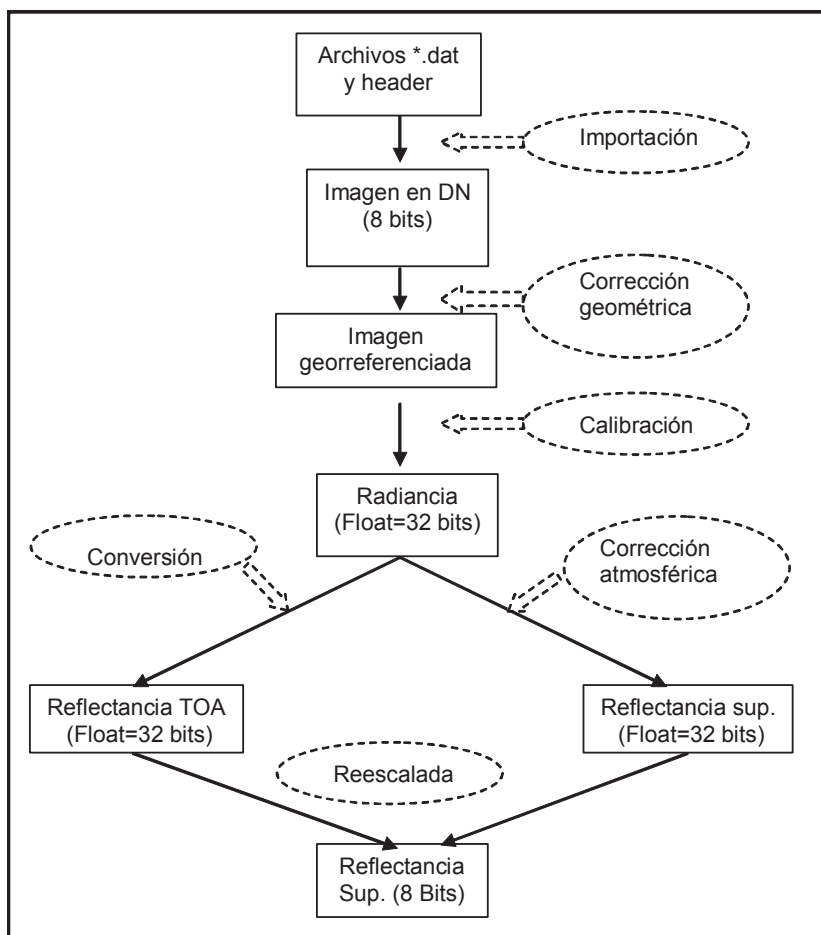 Archivos *.dat
y header
Importación
Imagen en DN
(8 bits)
Corrección
geométrica
Imagen
georreferenciada
Calibración
Radiancia
(Float=32 bits)
Conversión
Corrección
atmosférica
Reflectancia TOA
(Float=32 bits)
Reflectancia sup.
(Float=32 bits)
Reescalada
Reflectancia
Sup. (8 Bits)